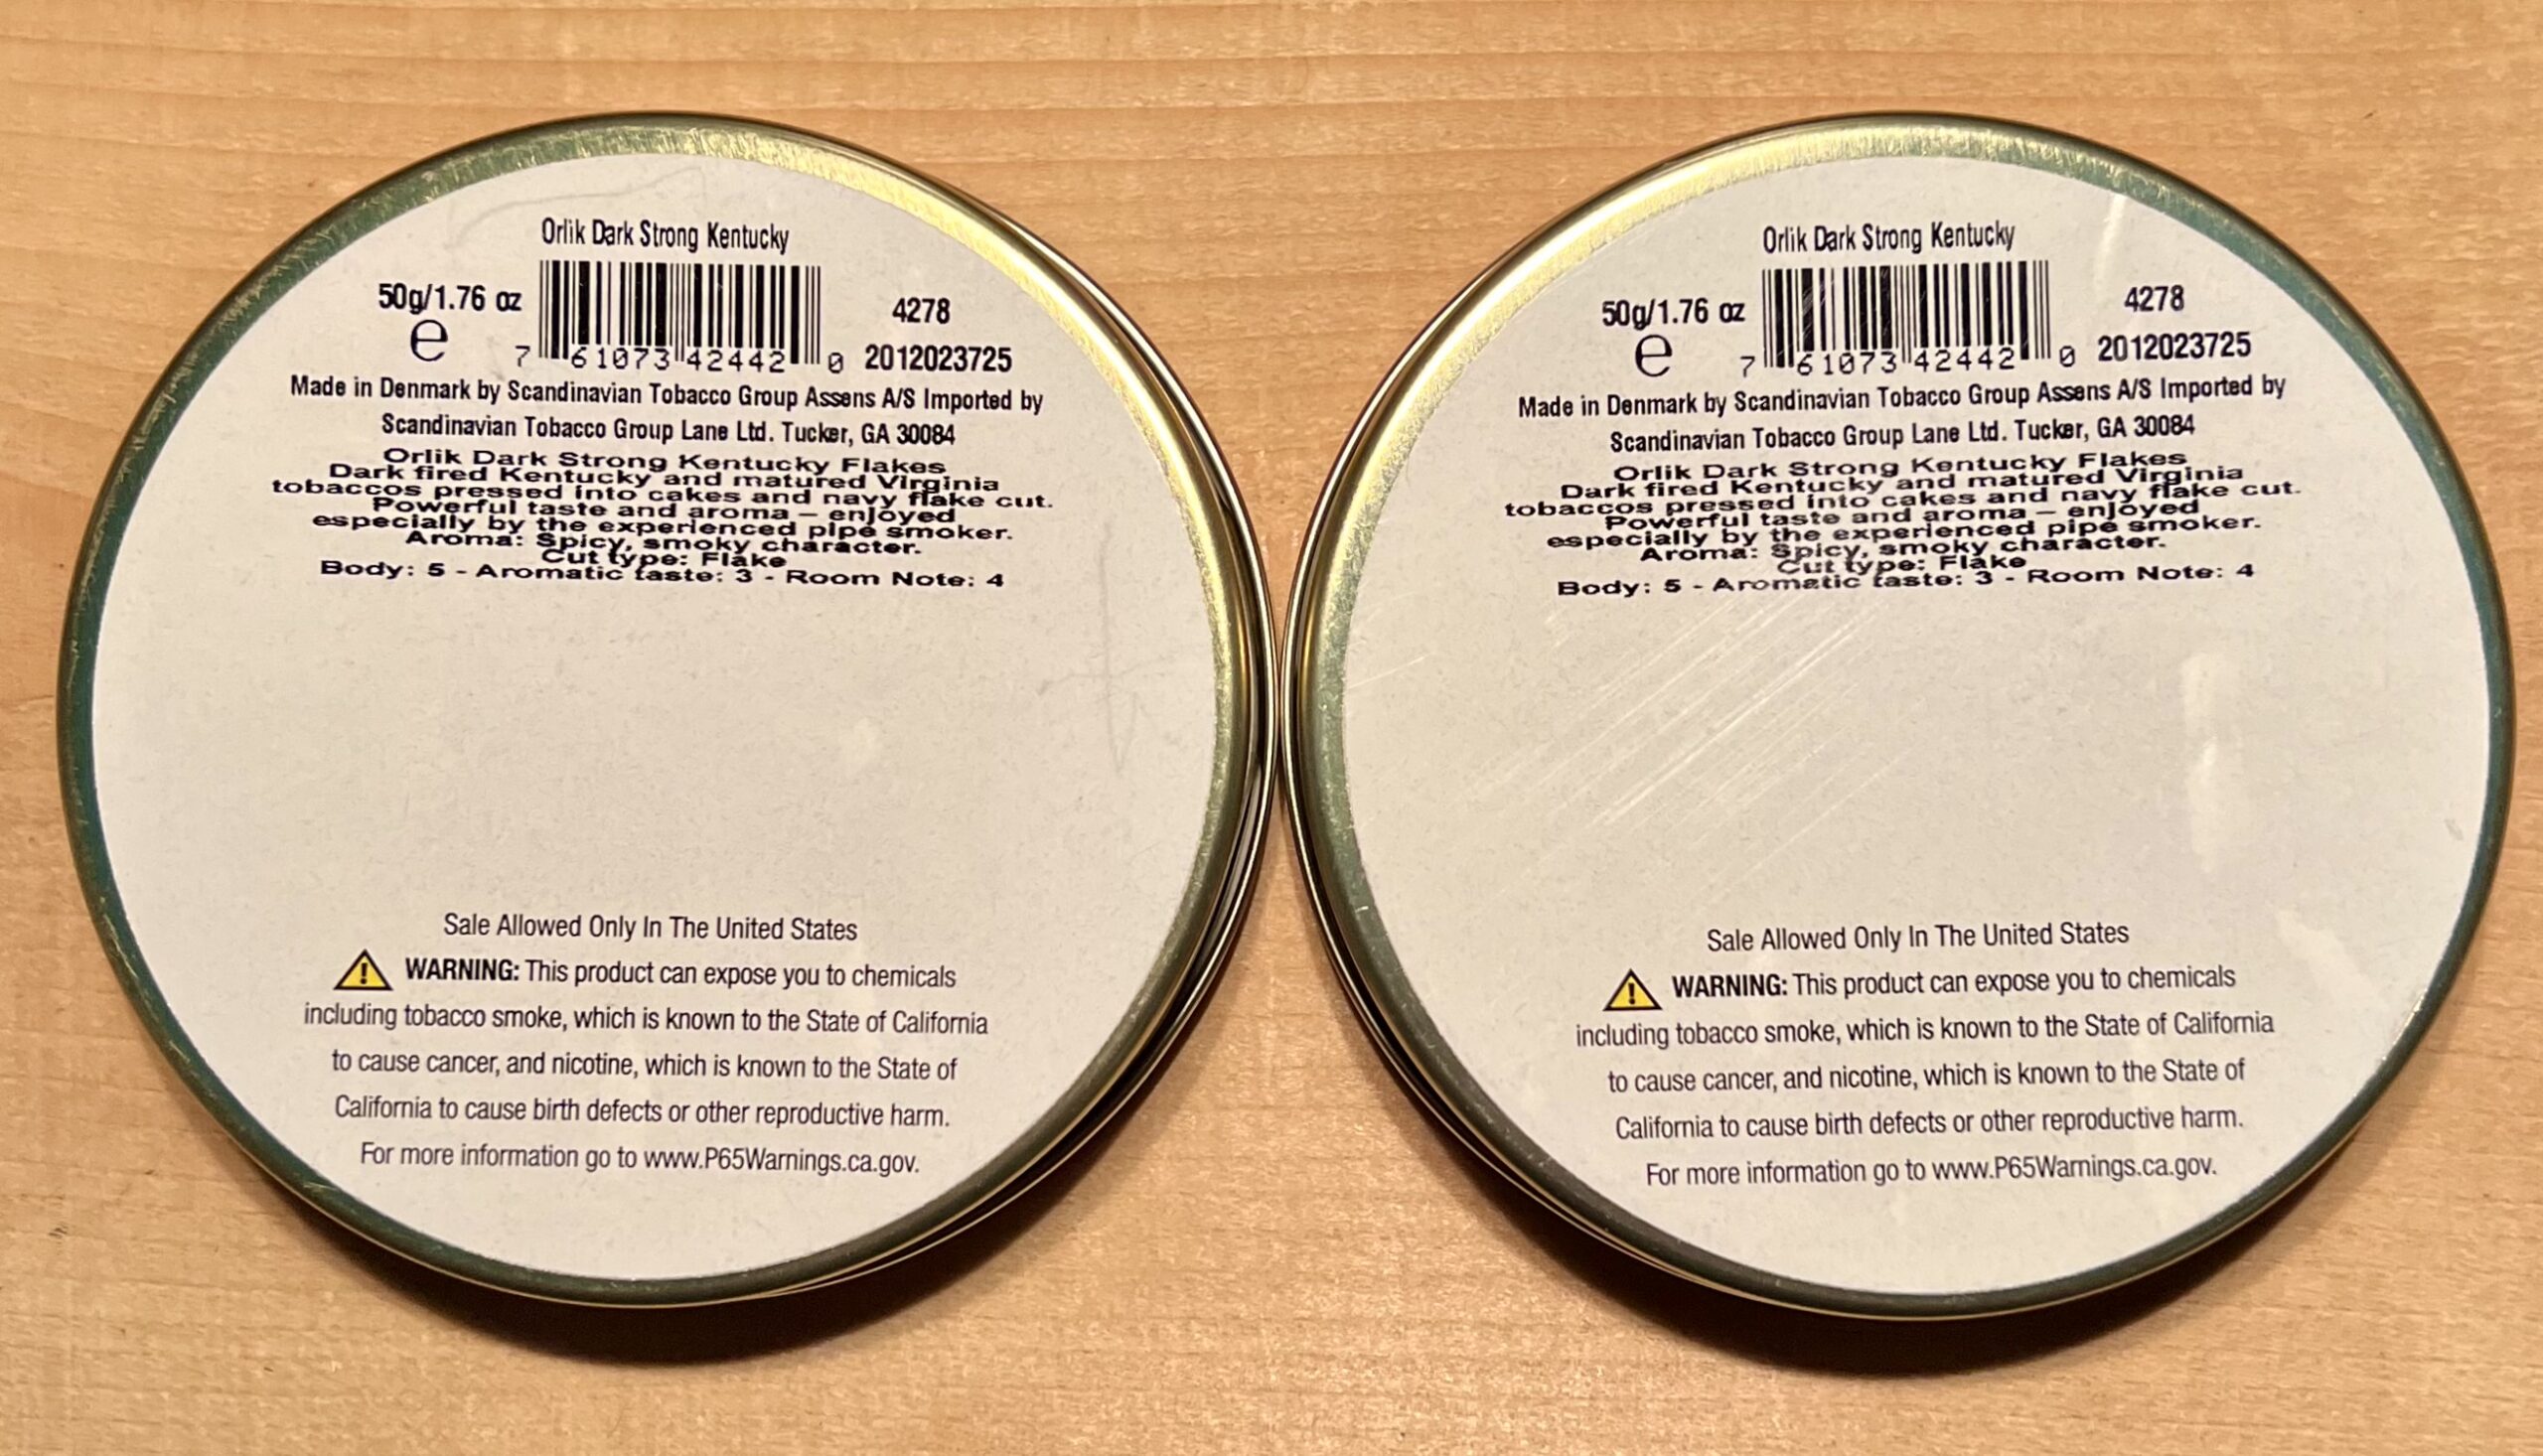 Orlik Dark Strong Kentucky
50g/1.76 oz
e
7 61073 42442 0
4278
2012023725
Made in Denmark by Scandinavian Tobacco Group Assens A/S Imported by
Scandinavian Tobacco Group Lane Ltd. Tucker, GA 30084
Orlik Dark Strong Kentucky Flakes
Dark fired Kentucky and matured Virginia
tobaccos pressed into cakes and navy flake cut.
Powerful taste and aroma – enjoyed
especially by the experienced pipe smoker.
Aroma: Spicy, smoky character.
Cut type: Flake
Body: 5 - Aromatic taste: 3 - Room Note: 4
Sale Allowed Only In The United States
WARNING: This product can expose you to chemicals
including tobacco smoke, which is known to the State of California
to cause cancer, and nicotine, which is known to the State of
California to cause birth defects or other reproductive harm.
For more information go to www.P65Warnings.ca.gov.
Orlik Dark Strong Kentucky
50g/1.76 oz
e
7 61073 42442 0
4278
2012023725
Made in Denmark by Scandinavian Tobacco Group Assens A/S Imported by
Scandinavian Tobacco Group Lane Ltd. Tucker, GA 30084
Orlik Dark Strong Kentucky Flakes
Dark fired Kentucky and matured Virginia
tobaccos pressed into cakes and navy flake cut.
Powerful taste and aroma – enjoyed
especially by the experienced pipe smoker.
Aroma: Spicy, smoky character.
Cut type: Flake
Body: 5 - Aromatic taste: 3 - Room Note: 4
Sale Allowed Only In The United States
WARNING: This product can expose you to chemicals
including tobacco smoke, which is known to the State of California
to cause cancer, and nicotine, which is known to the State of
California to cause birth defects or other reproductive harm.
For more information go to www.P65Warnings.ca.gov.